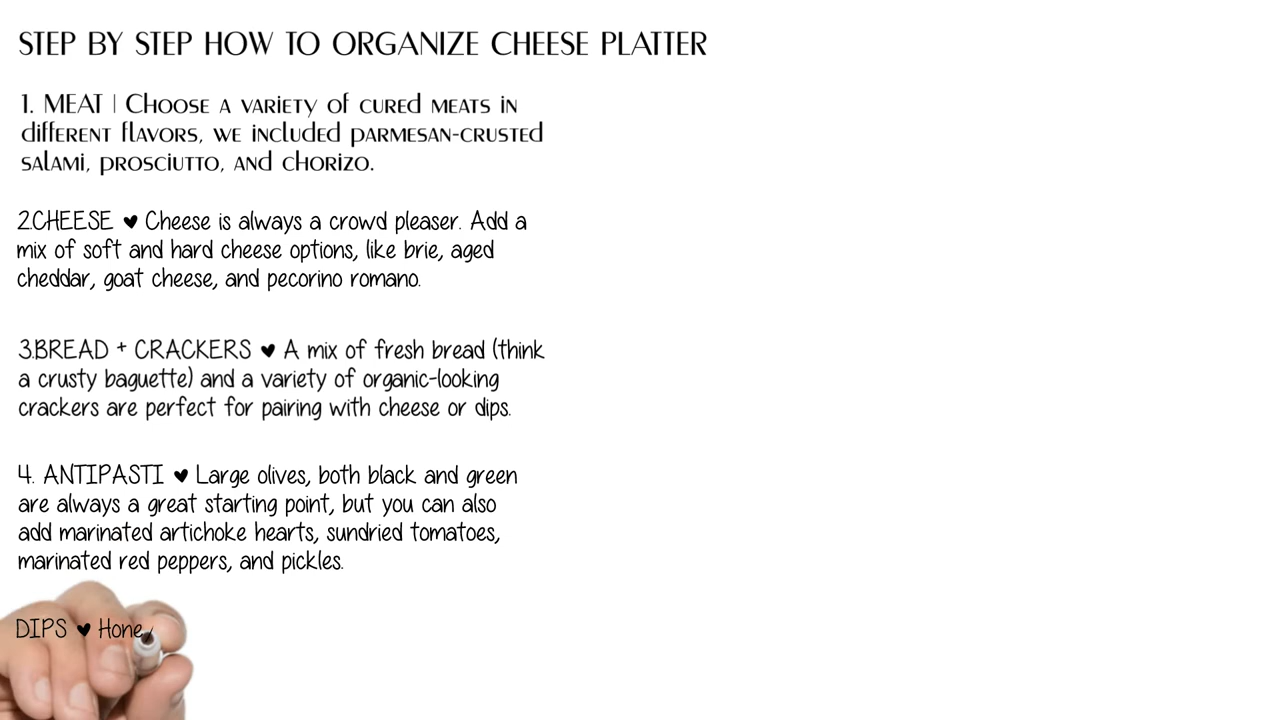 STEP BY STEP HOW TO ORGANIZE CHEESE PLATTER
1. MEAT | Choose a variety of cured meats in
different flavors, we included parmesan-crusted
salami, prosciutto, and chorizo.
2.CHEESE ♥ Cheese is always a crowd pleaser. Add a
mix of soft and hard cheese options, like brie, aged
cheddar, goat cheese, and pecorino romano.
3.BREAD + CRACKERS ♥ A mix of fresh bread (think
a crusty baguette) and a variety of organic-looking
crackers are perfect for pairing with cheese or dips.
4. ANTIPASTI ♥ Large olives, both black and green
are always a great starting point, but you can also
add marinated artichoke hearts, sundried tomatoes,
marinated red peppers, and pickles.
DIPS ♥ Hone